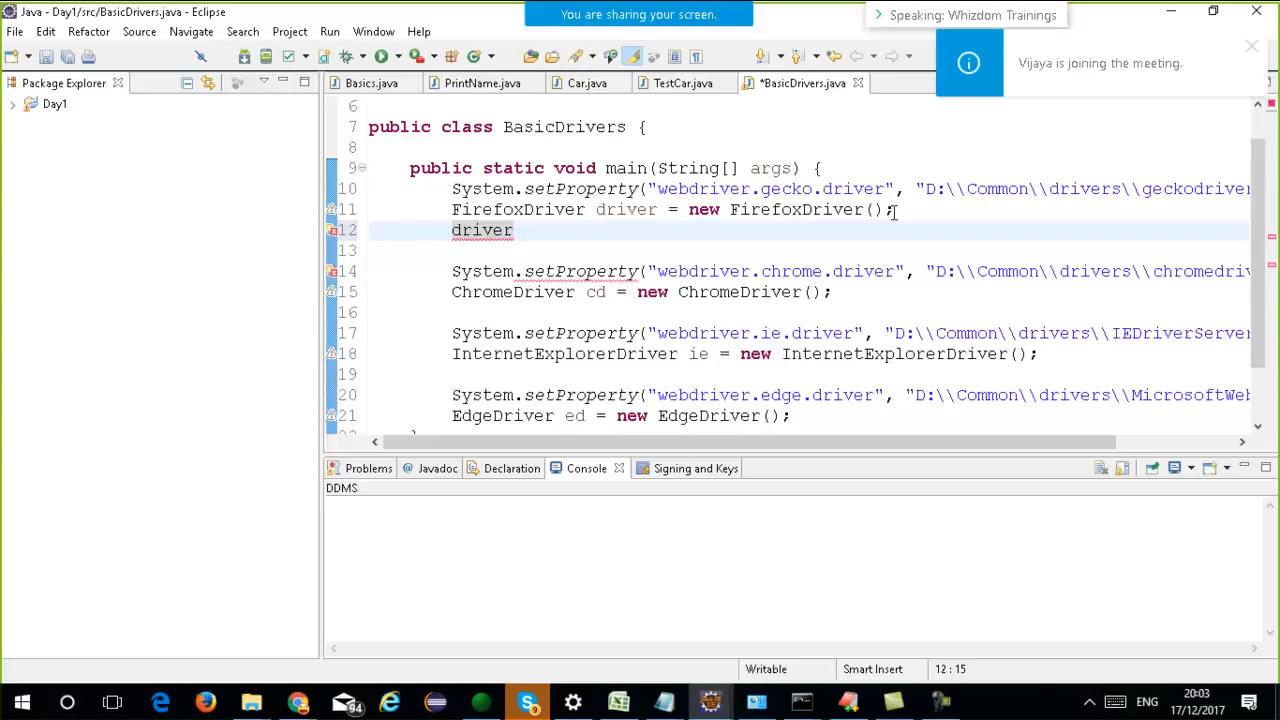 Java - Day1/src/BasicDrivers.java - Eclipse
You are sharing your screen.
Speaking: Whizdom Trainings
File Edit Refactor Source Navigate Search Project Run Window Help
Vijaya is joining the meeting.
Package Explorer
Basics.java PrintName.java Car.java TestCar.java *BasicDrivers.java
Day1
6
7 public class BasicDrivers {
8
9 public static void main(String[] args) {
10 System.setProperty("webdriver.gecko.driver", "D:\\Common\\drivers\\geckodriver
11 FirefoxDriver driver = new FirefoxDriver();
12 driver
13
14 System.setProperty("webdriver.chrome.driver", "D:\\Common\\drivers\\chromedriv
15 ChromeDriver cd = new ChromeDriver();
16
17 System.setProperty("webdriver.ie.driver", "D:\\Common\\drivers\\IEDriverServer
18 InternetExplorerDriver ie = new InternetExplorerDriver();
19
20 System.setProperty("webdriver.edge.driver", "D:\\Common\\drivers\\MicrosoftWeb
21 EdgeDriver ed = new EdgeDriver();
Problems @ Javadoc Declaration Console Signing and Keys
DDMS
Writable Smart Insert 12 : 15
94
9
ENG
20:03
17/12/2017